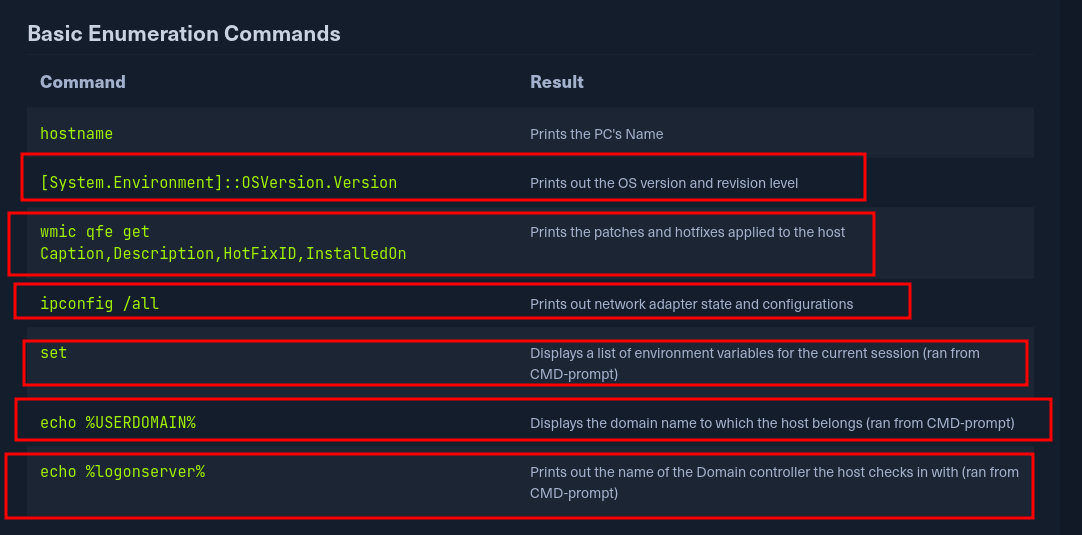 Basic Enumeration Commands
Command Result
hostname Prints the PC's Name
[System.Environment]::OSVersion.Version Prints out the OS version and revision level
wmic qfe get Prints the patches and hotfixes applied to the host
Caption,Description,HotFixID,InstalledOn
ipconfig /all Prints out network adapter state and configurations
set Displays a list of environment variables for the current session (ran from
CMD-prompt)
echo %USERDOMAIN% Displays the domain name to which the host belongs (ran from CMD-prompt)
echo %logonserver% Prints out the name of the Domain controller the host checks in with (ran from
CMD-prompt)